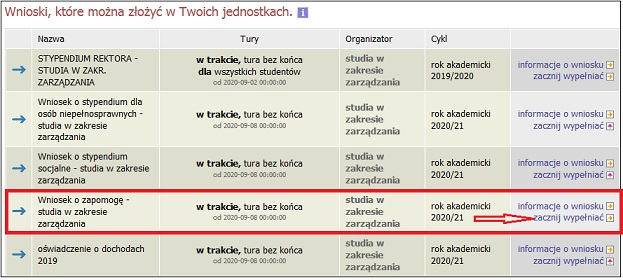 Wnioski, które można złożyć w Twoich jednostkach. i
Nazwa Tury Organizator Cykl
STYPENDIUM REKTORA -
STUDIA W ZAKR.
ZARZĄDZANIA
w trakcie, tura bez końca
dla wszystkich studentów
od 2020-09-02 00:00:00
studia w
zakresie
zarządzania
rok akademicki
2019/2020
informacje o wniosku
zacznij wypełniać
Wniosek o stypendium dla
osób niepełnosprawnych -
studia w zakresie
zarządzania
w trakcie, tura bez końca
od 2020-09-08 00:00:00
studia w
zakresie
zarządzania
rok akademicki
2020/21
informacje o wniosku
zacznij wypełniać
Wniosek o stypendium
socjalne - studia w zakresie
zarządzania
w trakcie, tura bez końca
od 2020-09-08 00:00:00
studia w
zakresie
zarządzania
rok akademicki
2020/21
informacje o wniosku
zacznij wypełniać
Wniosek o zapomogę -
studia w zakresie
zarządzania
w trakcie, tura bez końca
od 2020-09-08 00:00:00
studia w
zakresie
zarządzania
rok akademicki
2020/21
informacje o wniosku
zacznij wypełniać
oświadczenie o dochodach
2019
w trakcie, tura bez końca
od 2020-09-08 00:00:00
studia w
zakresie
zarządzania
rok akademicki
2020/21
informacje o wniosku
zacznij wypełniać